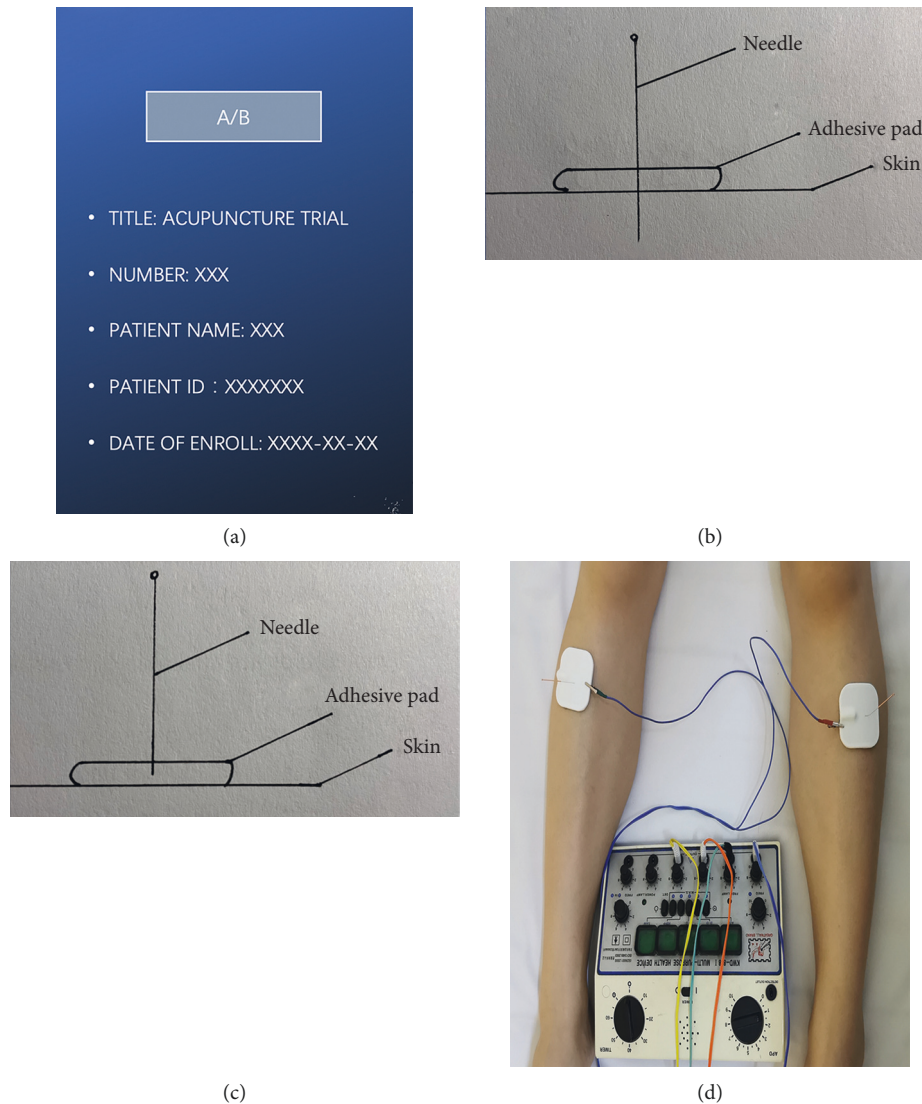 A/B
• TITLE: ACUPUNCTURE TRIAL
• NUMBER: XXX
• PATIENT NAME: XXX
• PATIENT ID : XXXXXXX
• DATE OF ENROLL: XXXX-XX-XX
(a)
Needle
Adhesive pad
Skin
(b)
Needle
Adhesive pad
Skin
(c)
MULTI-PURPOSE HEALTH DEVICE
TIMER
(d)